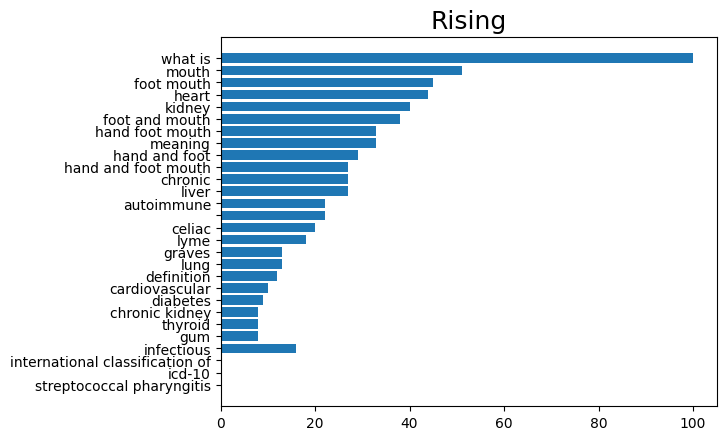 Rising
what is
mouth
foot mouth
heart
kidney
foot and mouth
hand foot mouth
meaning
hand and foot
hand and foot mouth
chronic
liver
autoimmune
celiac
lyme
graves
lung
definition
cardiovascular
diabetes
chronic kidney
thyroid
gum
infectious
international classification of
icd-10
streptococcal pharyngitis
0 20 40 60 80 100